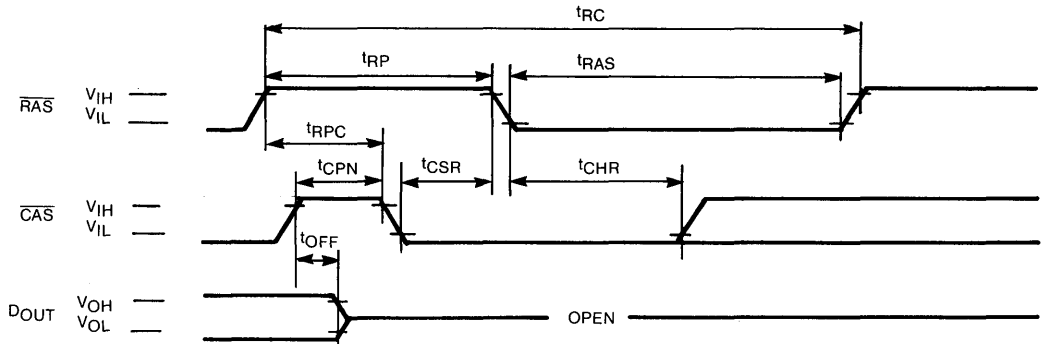 tRC
tRP
tRAS
RAS
VIH
VIL
tRPC
tCPN
tCSR
tCHR
CAS
VIH
VIL
tOFF
DOUT
VOH
VOL
OPEN